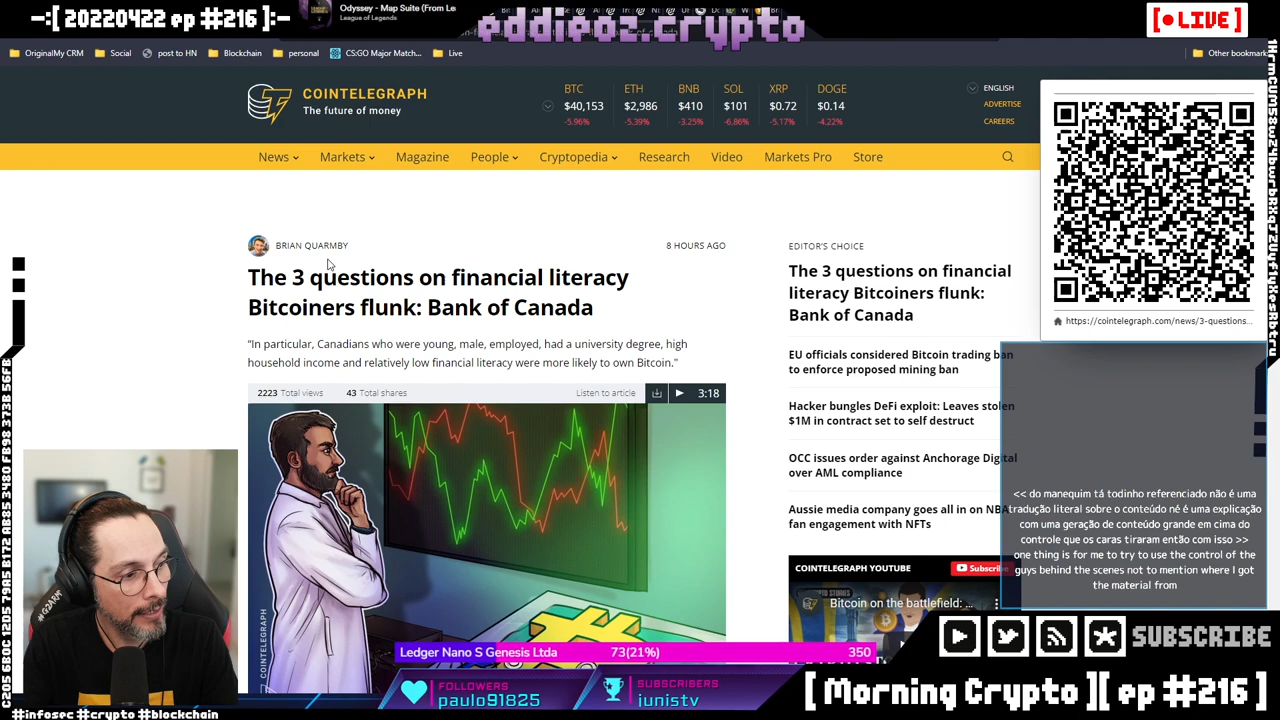 -:[ 20220422 ep #216 ]:-
Odyssey - Map Suite (From Le
League of Legends
eddieoz.crypto
[● LIVE]
OriginalMy CRM
Social
post to HN
Blockchain
personal
CS:GO Major Match...
Live
Other bookmark
COINTELEGRAPH
The future of money
BTC ETH BNB SOL XRP DOGE
$40,153 $2,986 $410 $101 $0.72 $0.14
-5.96% -5.39% -3.25% -6.86% -5.17% -4.22%
ENGLISH
ADVERTISE
CAREERS
News Markets Magazine People Cryptopedia Research Video Markets Pro Store
https://cointelegraph.com/news/3-questions...
BRIAN QUARMBY
8 HOURS AGO
The 3 questions on financial literacy
Bitcoiners flunk: Bank of Canada
"In particular, Canadians who were young, male, employed, had a university degree, high
household income and relatively low financial literacy were more likely to own Bitcoin."
2223 Total views 43 Total shares
Listen to article
3:18
COINTELEGRAPH
EDITOR'S CHOICE
The 3 questions on financial
literacy Bitcoiners flunk:
Bank of Canada
EU officials considered Bitcoin trading ban
to enforce proposed mining ban
Hacker bungles DeFi exploit: Leaves stolen
$1M in contract set to self destruct
OCC issues order against Anchorage Digital
over AML compliance
Aussie media company goes all in on NBA
fan engagement with NFTs
COINTELEGRAPH YOUTUBE
Subscribe
Bitcoin on the battlefield: ...
<< do manequim tá todinho referenciado não é uma
tradução literal sobre o conteúdo né é uma explicação
com uma geração de conteúdo grande em cima do
controle que os caras tiraram então com isso >>
one thing is for me to try to use the control of the
guys behind the scenes not to mention where I got
the material from
Ledger Nano S Genesis Ltda 73(21%) 350
FOLLOWERS
paulo91825
SUBSCRIBERS
iunistv
SUBSCRIBE
[ Morning Crypto ][ ep #216 ]
#infosec #crypto #blockchain